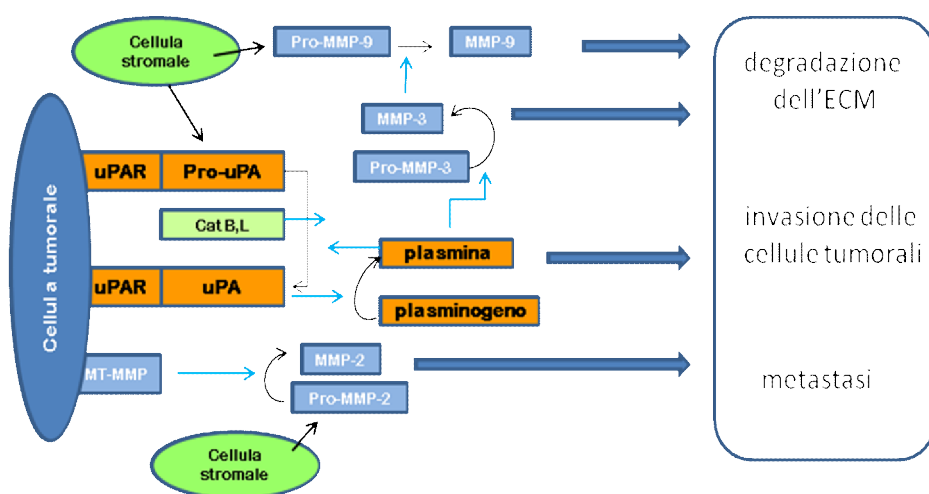 Cellula
stromale
Pro-MMP-9
MMP-9
degradazione
dell'ECM
MMP-3
Pro-MMP-3
uPAR
Pro-uPA
Cat B,L
invasione delle
cellule tumorali
plasmina
uPAR
uPA
plasminogeno
Cellula tumorale
MT-MMP
MMP-2
Pro-MMP-2
metastasi
Cellula
stromale